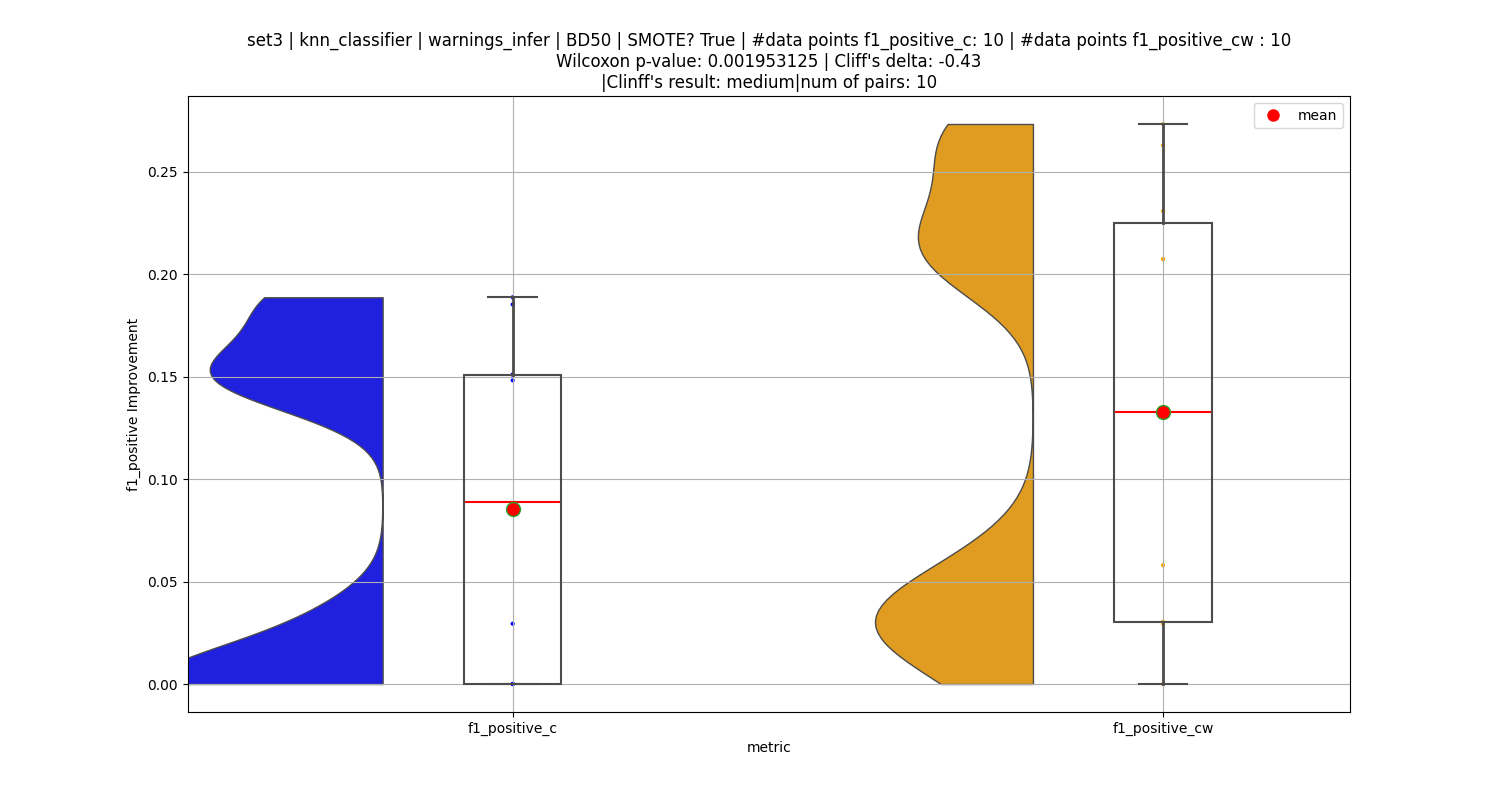 set3 | knn_classifier | warnings_infer | BD50 | SMOTE? True | #data points f1_positive_c: 10 | #data points f1_positive_cw : 10
Wilcoxon p-value: 0.001953125 | Cliff's delta: -0.43
|Clinff's result: medium|num of pairs: 10
mean
0.25
0.20
0.15
0.10
0.05
0.00
f1_positive Improvement
f1_positive_c
f1_positive_cw
metric